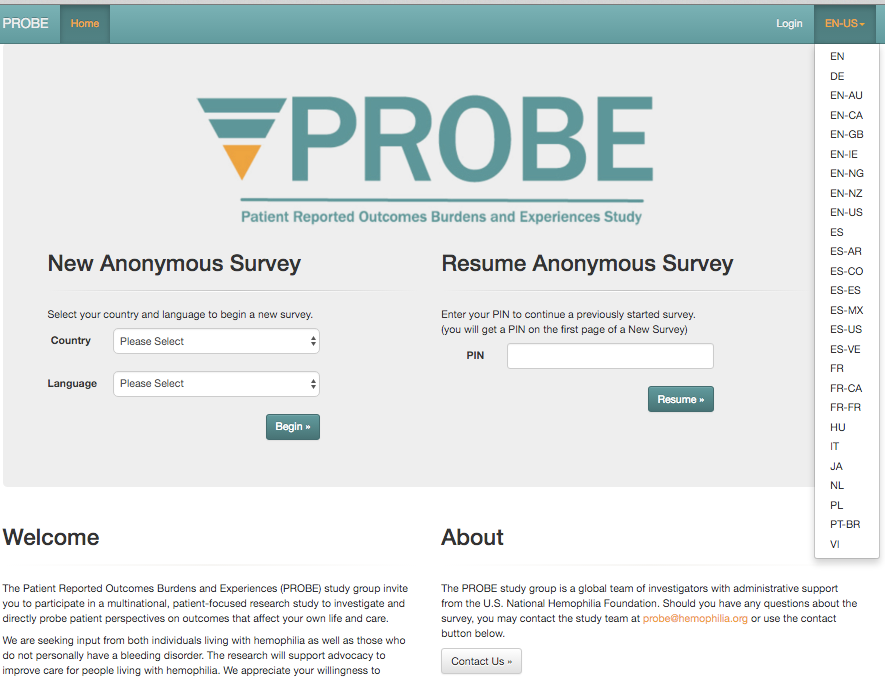 PROBE
Home
Login
EN-US
EN
DE
EN-AU
EN-CA
EN-GB
EN-IE
EN-NG
EN-NZ
EN-US
ES
ES-AR
ES-CO
ES-ES
ES-MX
ES-US
ES-VE
FR
FR-CA
FR-FR
HU
IT
JA
NL
PL
PT-BR
VI
PROBE
Patient Reported Outcomes Burdens and Experiences Study
New Anonymous Survey
Select your country and language to begin a new survey.
Country
Please Select
Language
Please Select
Begin »
Resume Anonymous Survey
Enter your PIN to continue a previously started survey.
(you will get a PIN on the first page of a New Survey)
PIN
Resume »
Welcome
The Patient Reported Outcomes Burdens and Experiences (PROBE) study group invite
you to participate in a multinational, patient-focused research study to investigate and
directly probe patient perspectives on outcomes that affect your own life and care.
We are seeking input from both individuals living with hemophilia as well as those who
do not personally have a bleeding disorder. The research will support advocacy to
improve care for people living with hemophilia. We appreciate your willingness to
About
The PROBE study group is a global team of investigators with administrative support
from the U.S. National Hemophilia Foundation. Should you have any questions about the
survey, you may contact the study team at probe@hemophilia.org or use the contact
button below.
Contact Us »